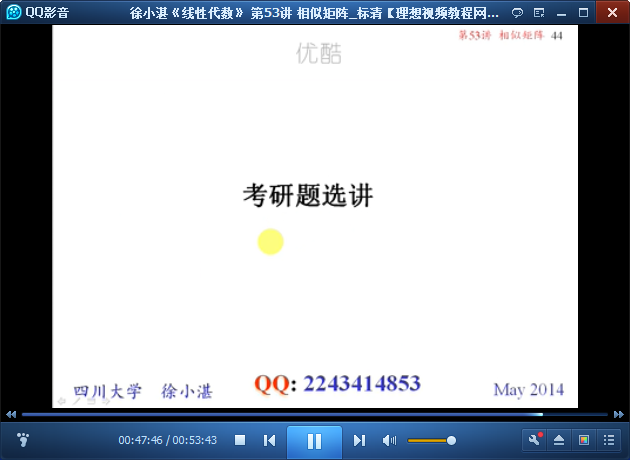 QQ影音
徐小湛《线性代数》 第53讲 相似矩阵_标清【理想视频教程网...
第53讲 相似矩阵 44
优酷
考研题选讲
四川大学 徐小湛
QQ: 2243414853
May 2014
00:47:46 / 00:53:43